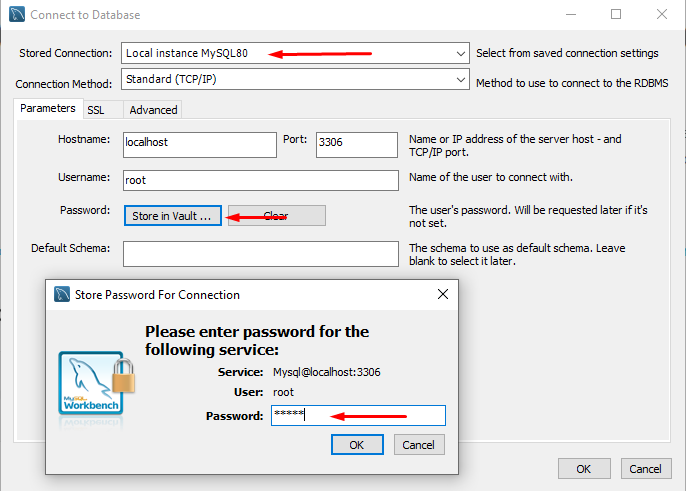 Connect to Database
Stored Connection: Local instance MySQL80 Select from saved connection settings
Connection Method: Standard (TCP/IP) Method to use to connect to the RDBMS
Parameters SSL Advanced
Hostname: localhost Port: 3306 Name or IP address of the server host - and
TCP/IP port.
Username: root Name of the user to connect with.
Password: Store in Vault ... Clear The user's password. Will be requested later if it's
not set.
Default Schema: The schema to use as default schema. Leave
blank to select it later.
Store Password For Connection
Please enter password for the
following service:
Service: Mysql@localhost:3306
User: root
Password: *****
MySQL
Workbench
OK Cancel
OK Cancel